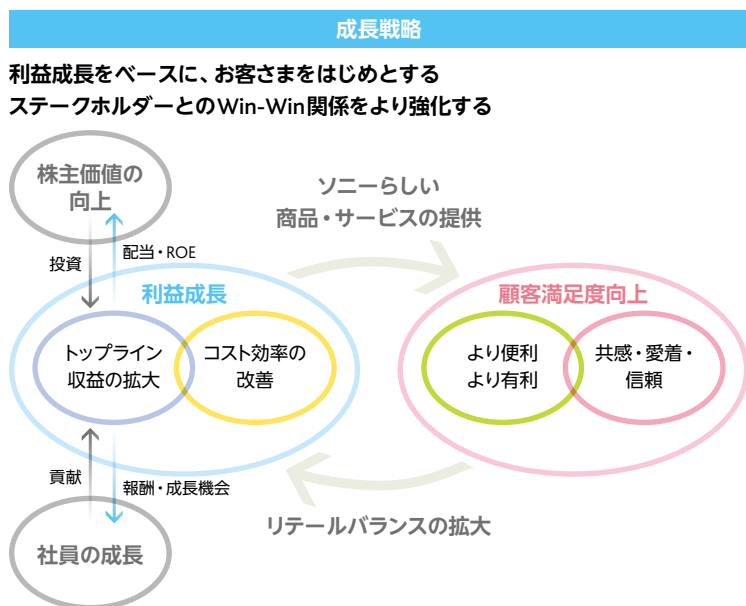 成長戦略
利益成長をベースに、お客さまをはじめとする
ステークホルダーとのWin-Win関係をより強化する
株主価値の
向上
ソニーらしい
商品・サービスの提供
投資
配当・ROE
利益成長
顧客満足度向上
トップライン
収益の拡大
コスト効率の
改善
より便利
より有利
共感・愛着・
信頼
貢献
報酬・成長機会
リテールバランスの拡大
社員の成長